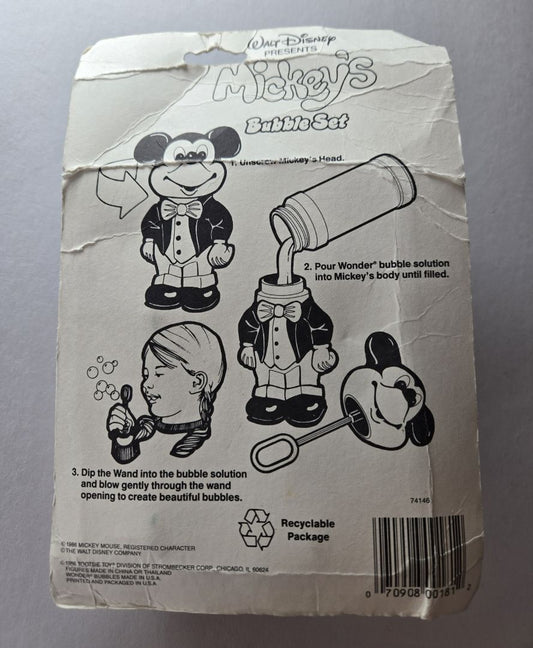 Walt Disney
PRESENTS
Mickey's
Bubble Set
1. Unscrew Mickey's Head.
2. Pour Wonder® bubble solution
into Mickey's body until filled.
3. Dip the Wand into the bubble solution
and blow gently through the wand
opening to create beautiful bubbles.
74146
Recyclable
Package
© 1986 MICKEY MOUSE, REGISTERED CHARACTER
© THE WALT DISNEY COMPANY
TOOTSIE TOY® DIVISION OF STROMBECKER CORP., CHICAGO, IL 60624
FIGURES MADE IN CHINA OR THAILAND
WONDER® BUBBLES MADE IN U.S.A.
PRINTED AND PACKAGED IN U.S.A
0 70908 00181 2